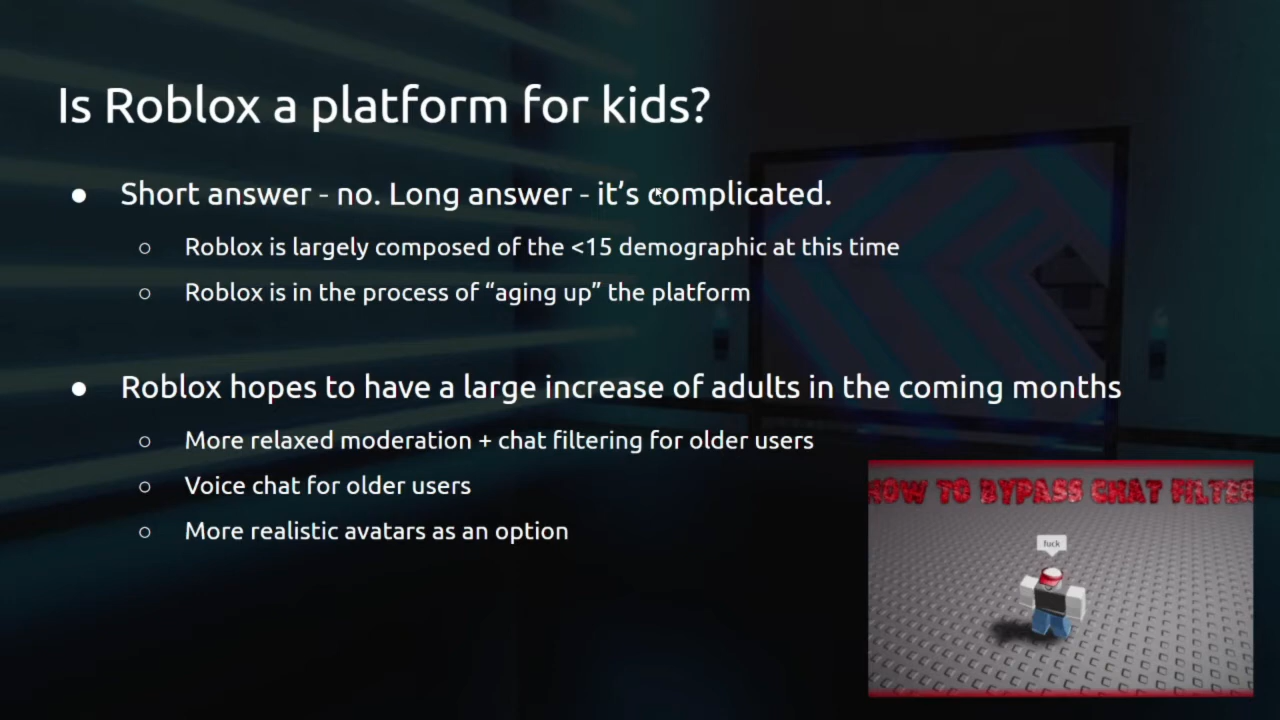 Is Roblox a platform for kids?
● Short answer - no. Long answer - it’s complicated.
○ Roblox is largely composed of the <15 demographic at this time
○ Roblox is in the process of “aging up” the platform
● Roblox hopes to have a large increase of adults in the coming months
○ More relaxed moderation + chat filtering for older users
○ Voice chat for older users
○ More realistic avatars as an option
HOW TO BYPASS CHAT FILTER
fuck